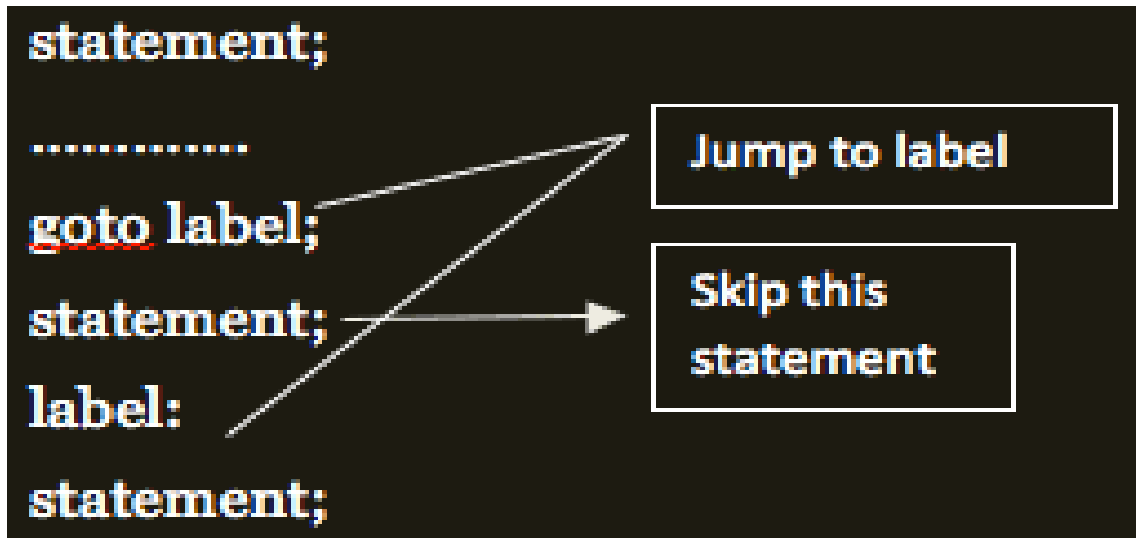 statement;
.............
goto label;
statement;
label:
statement;
Jump to label
Skip this
statement